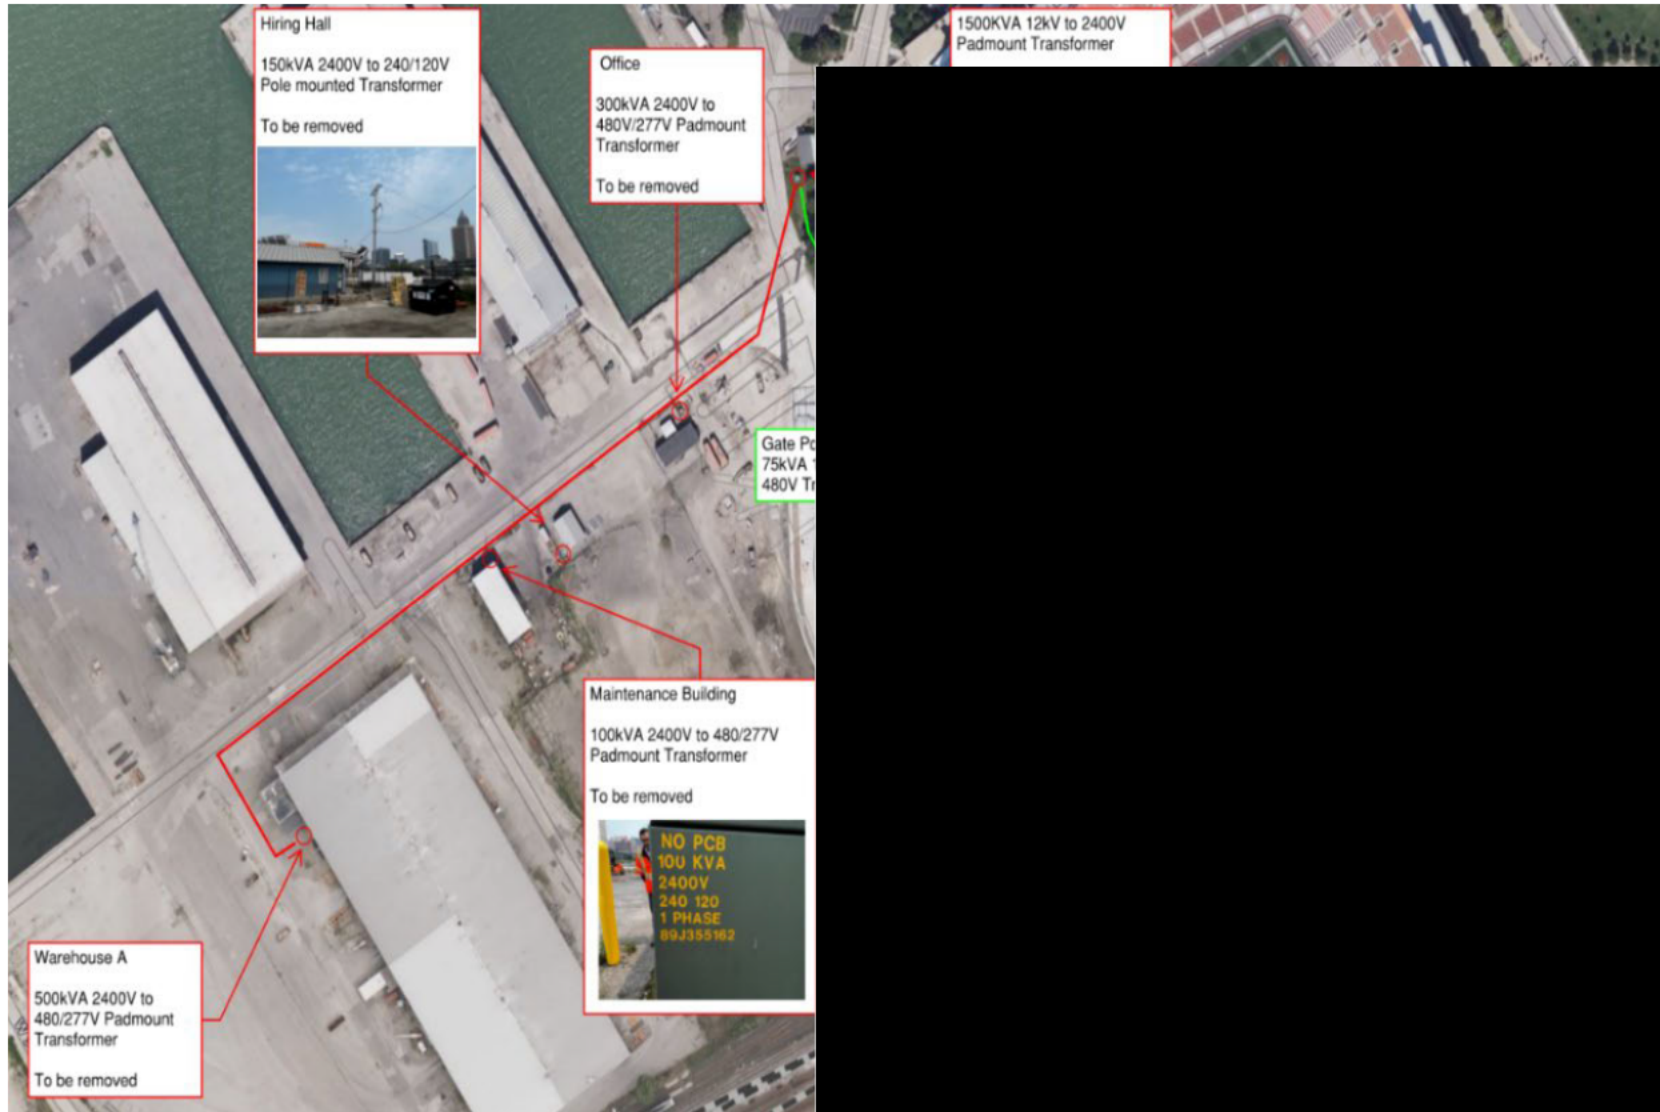 Hiring Hall
150kVA 2400V to 240/120V
Pole mounted Transformer
To be removed
Office
300kVA 2400V to
480V/277V Padmount
Transformer
To be removed
1500KVA 12kV to 2400V
Padmount Transformer
Gate
75kVA
480V
Maintenance Building
100kVA 2400V to 480/277V
Padmount Transformer
To be removed
NO PCB
100 KVA
2400V
240 120
1 PHASE
89J355162
Warehouse A
500kVA 2400V to
480/277V Padmount
Transformer
To be removed